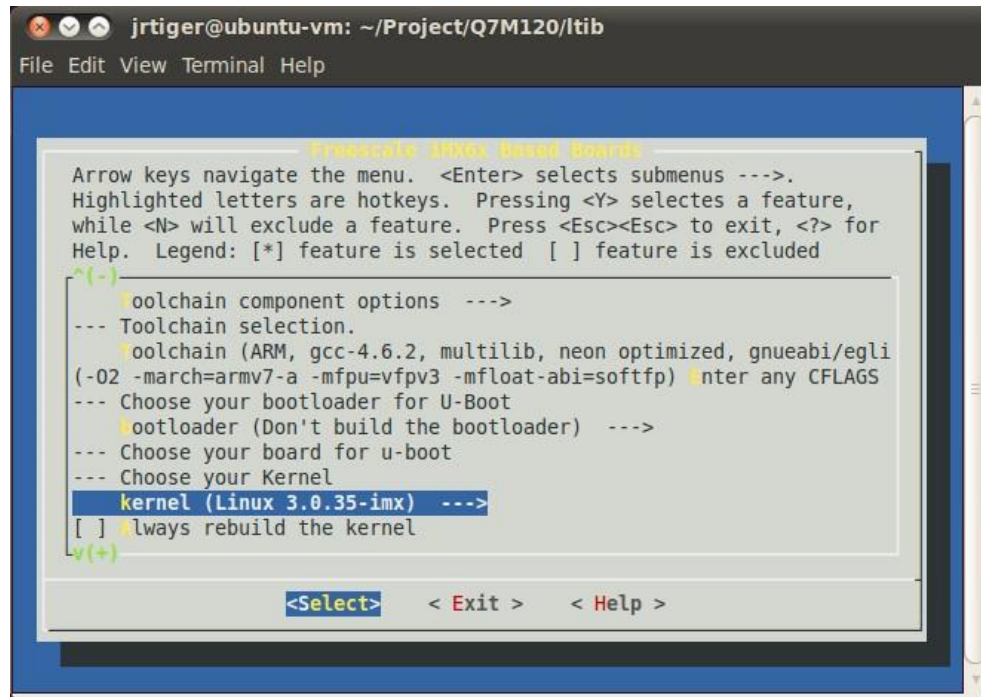 jrtiger@ubuntu-vm: ~/Project/Q7M120/ltib
File Edit View Terminal Help
Freescale iMX6x Based Boards
Arrow keys navigate the menu. <Enter> selects submenus --->.
Highlighted letters are hotkeys. Pressing <Y> selectes a feature,
while <N> will exclude a feature. Press <Esc><Esc> to exit, <?> for
Help. Legend: [*] feature is selected [ ] feature is excluded
^(-)
Toolchain component options --->
--- Toolchain selection.
Toolchain (ARM, gcc-4.6.2, multilib, neon optimized, gnueabi/egli
(-O2 -march=armv7-a -mfpu=vfpv3 -mfloat-abi=softfp) Enter any CFLAGS
--- Choose your bootloader for U-Boot
bootloader (Don't build the bootloader) --->
--- Choose your board for u-boot
--- Choose your Kernel
kernel (Linux 3.0.35-imx) --->
[ ] Always rebuild the kernel
v(+)
<Select> < Exit > < Help >